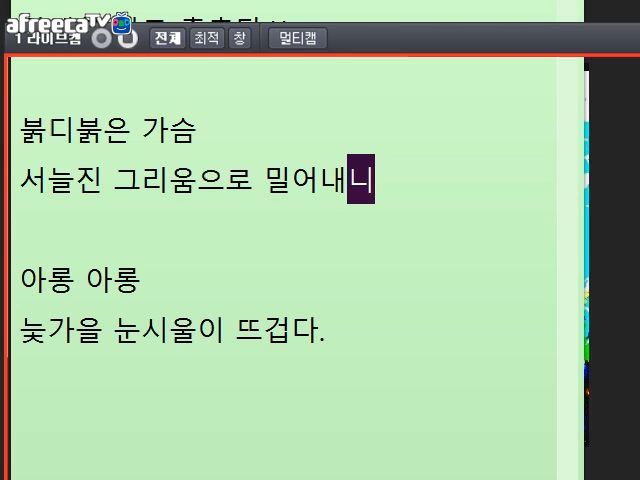 afreecaTV
1 라이브캠 전체 최적 창 멀티캠
붉디붉은 가슴
서늘진 그리움으로 밀어내니
아롱 아롱
늧가을 눈시울이 뜨겁다.